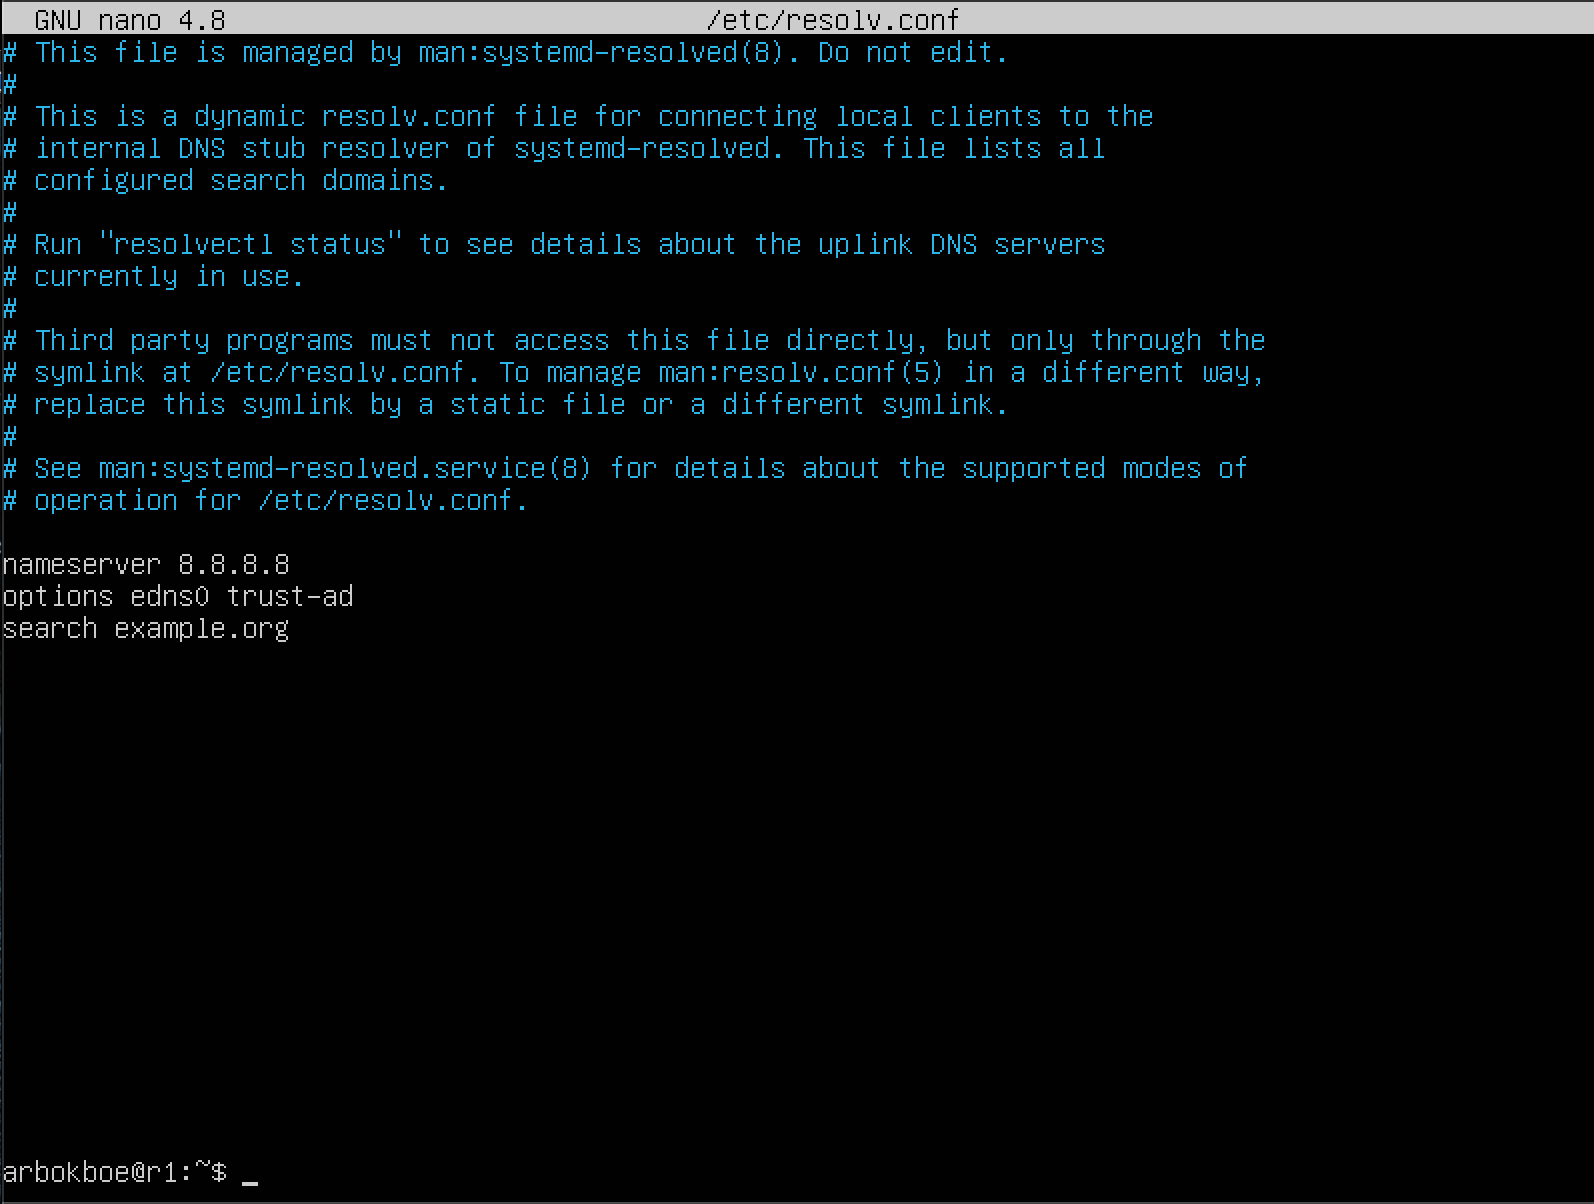 GNU nano 4.8 /etc/resolv.conf
# This file is managed by man:systemd-resolved(8). Do not edit.
#
# This is a dynamic resolv.conf file for connecting local clients to the
# internal DNS stub resolver of systemd-resolved. This file lists all
# configured search domains.
#
# Run "resolvectl status" to see details about the uplink DNS servers
# currently in use.
#
# Third party programs must not access this file directly, but only through the
# symlink at /etc/resolv.conf. To manage man:resolv.conf(5) in a different way,
# replace this symlink by a static file or a different symlink.
#
# See man:systemd-resolved.service(8) for details about the supported modes of
# operation for /etc/resolv.conf.
nameserver 8.8.8.8
options edns0 trust-ad
search example.org
arbokboe@r1:~$ _